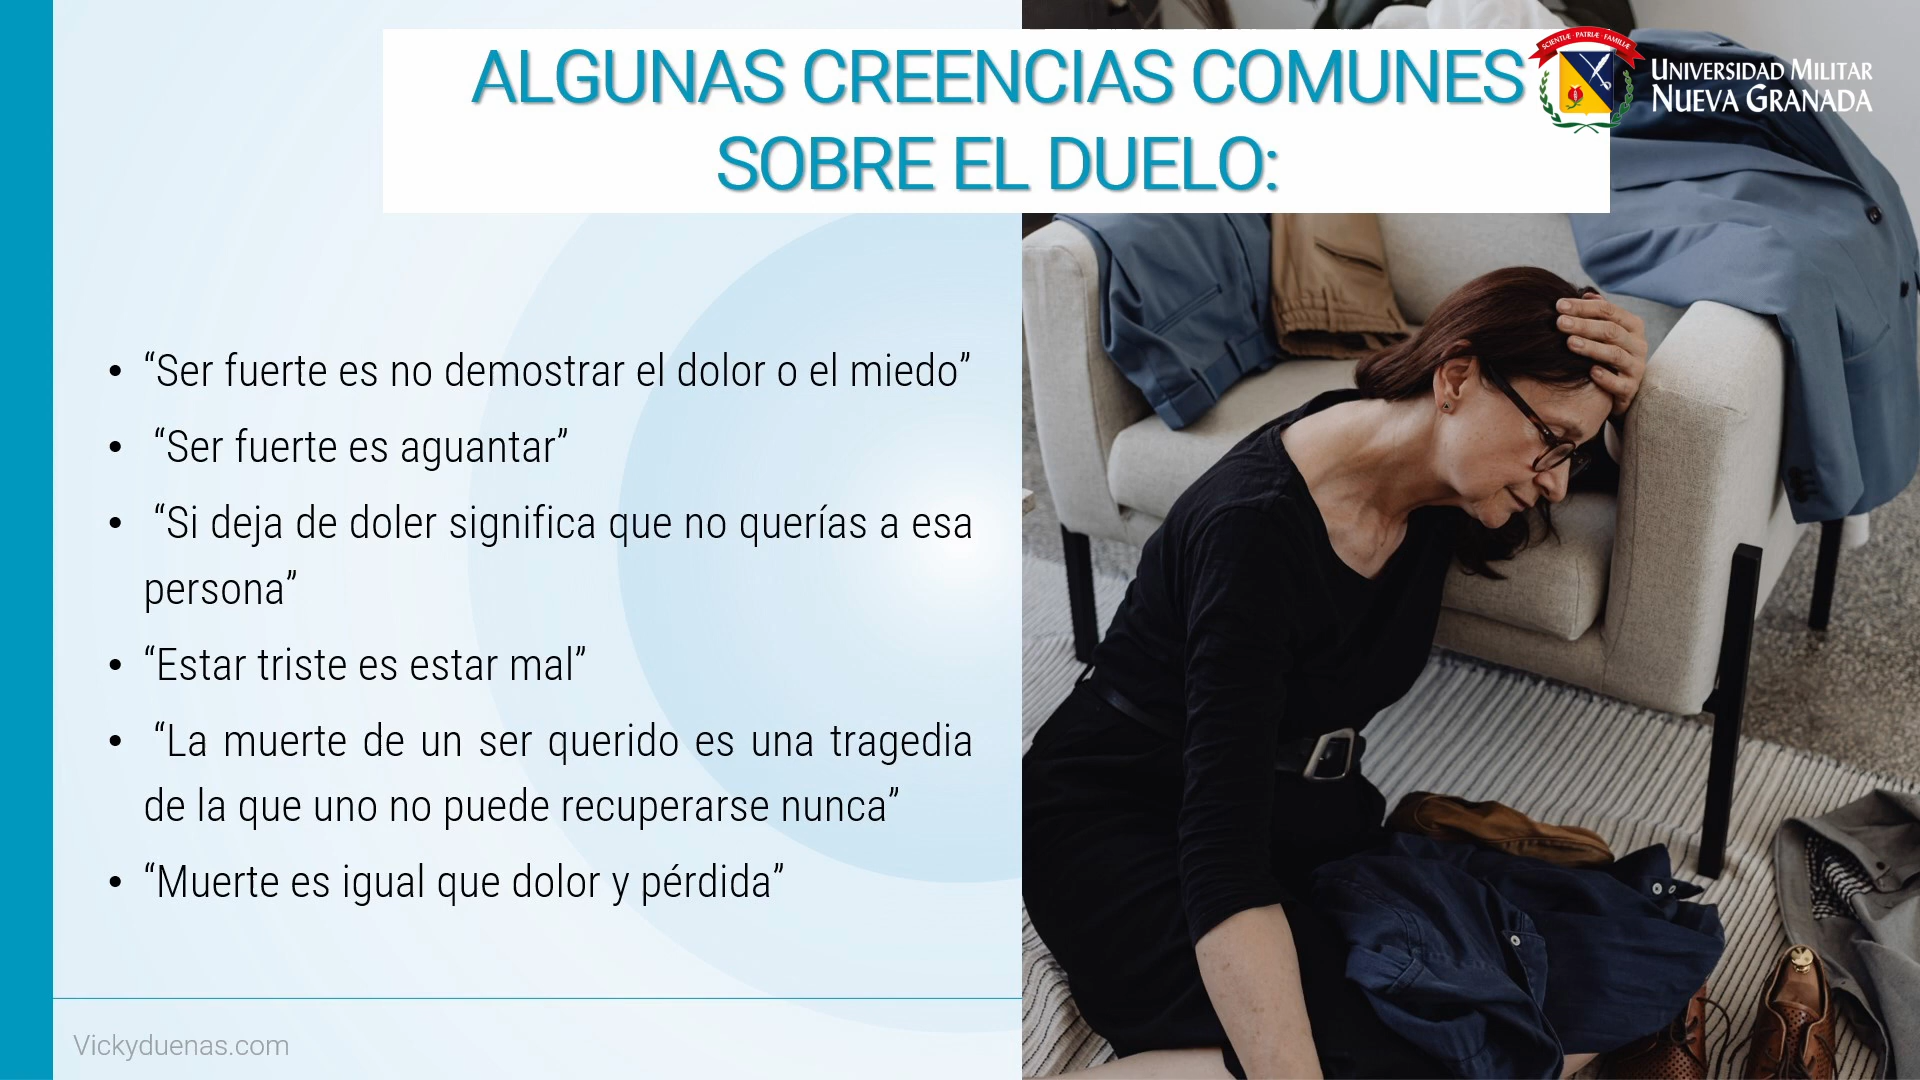 ALGUNAS CREENCIAS COMUNES
SOBRE EL DUELO:
SCIENTIÆ · PATRIÆ · FAMILIÆ
UNIVERSIDAD MILITAR
NUEVA GRANADA
• “Ser fuerte es no demostrar el dolor o el miedo”
• “Ser fuerte es aguantar”
• “Si deja de doler significa que no querías a esa
persona”
• “Estar triste es estar mal”
• “La muerte de un ser querido es una tragedia
de la que uno no puede recuperarse nunca”
• “Muerte es igual que dolor y pérdida”
Vickyduenas.com